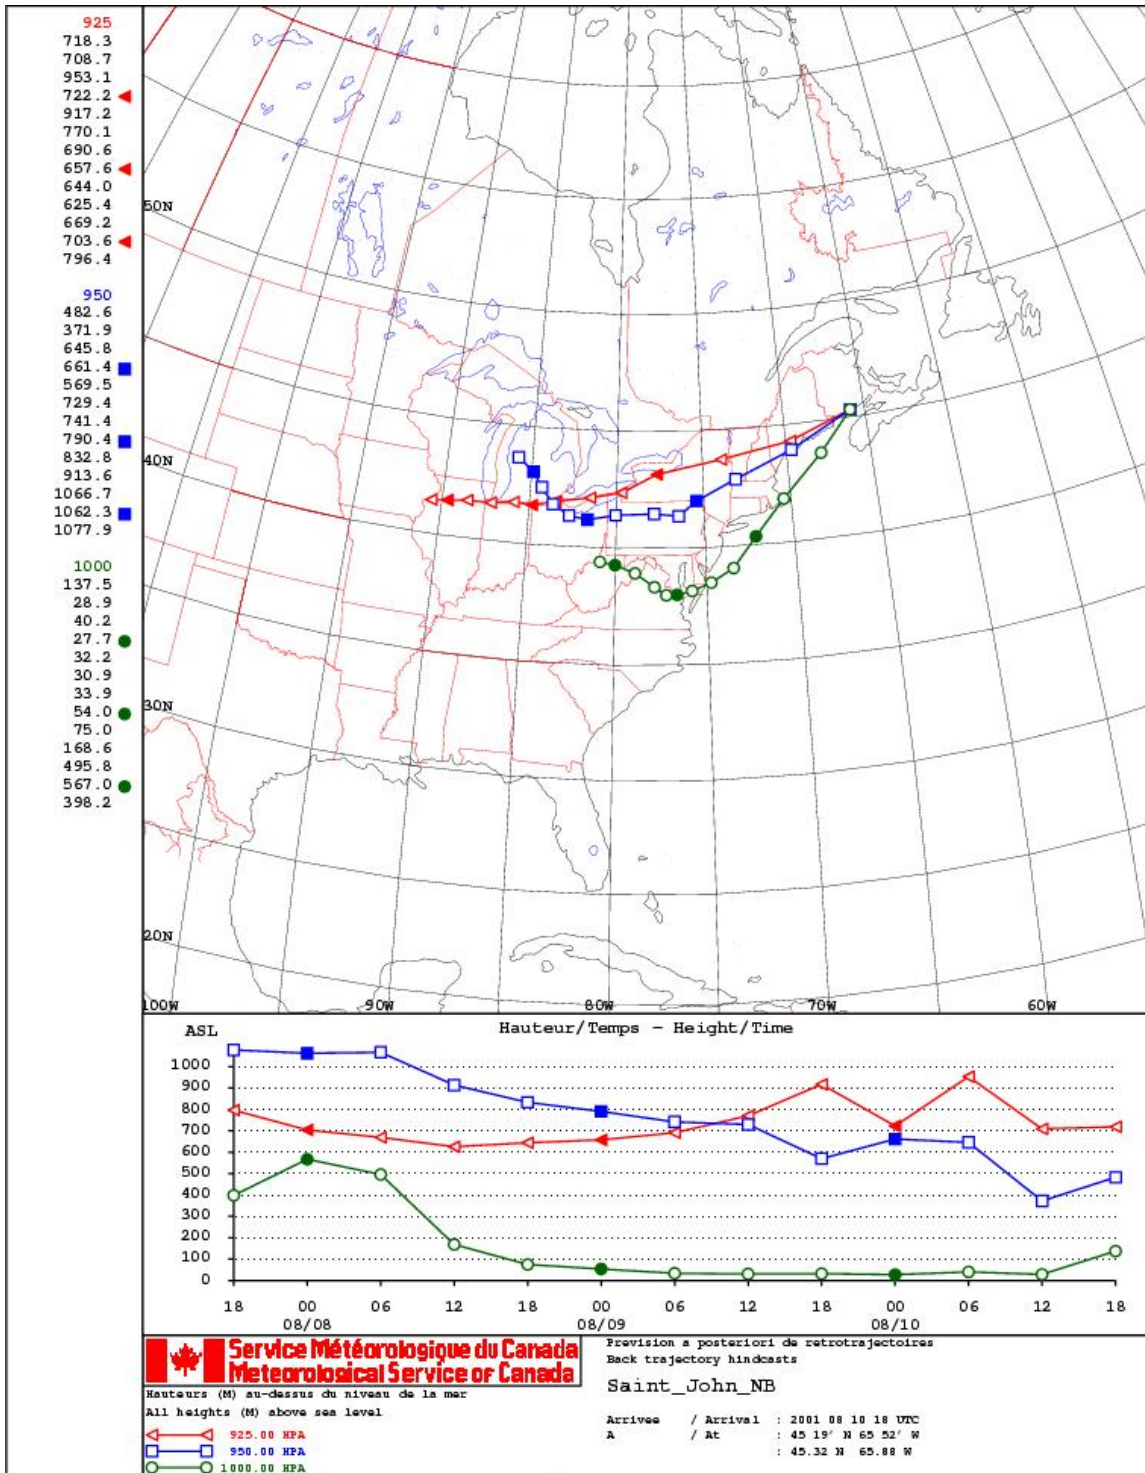 925
718.3
708.7
953.1
722.2
917.2
770.1
690.6
657.6
644.0
625.4
669.2
703.6
796.4
950
482.6
371.9
645.8
661.4
569.5
729.4
741.4
790.4
832.8
913.6
1066.7
1062.3
1077.9
1000
137.5
28.9
40.2
27.7
32.2
30.9
33.9
54.0
75.0
168.6
495.8
567.0
398.2
50N
40N
30N
20N
100W 90W 80W 70W 60W
ASL Hauteur/Temps - Height/Time
1000
900
800
700
600
500
400
300
200
100
0
18 00 06 12 18 00 06 12 18 00 06 12 18
08/08 08/09 08/10
Service Météorologique du Canada
Meteorological Service of Canada
Hauteurs (M) au-dessus du niveau de la mer
All heights (M) above sea level
925.00 HPA
950.00 HPA
1000.00 HPA
Prevision a posteriori de retrotrajectoires
Back trajectory hindcasts
Saint_John_NB
Arrivee / Arrival : 2001 08 10 18 UTC
A / At : 45 19' N 65 52' W
: 45.32 N 65.88 W